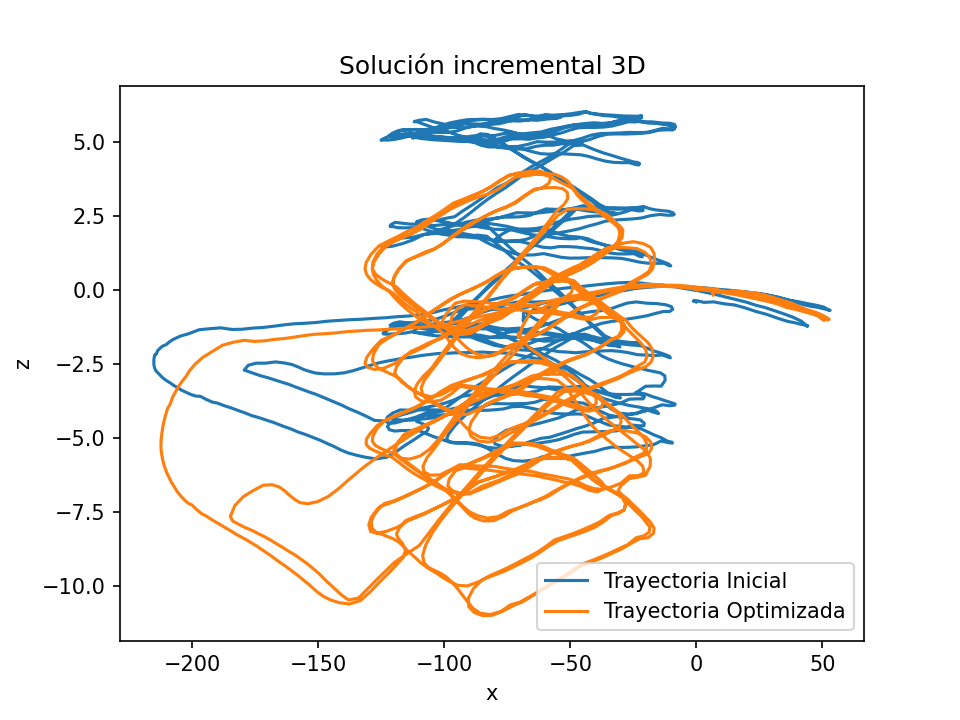 Solución incremental 3D
z
5.0
2.5
0.0
−2.5
−5.0
−7.5
−10.0
Trayectoria Inicial
Trayectoria Optimizada
−200 −150 −100 −50 0 50
x